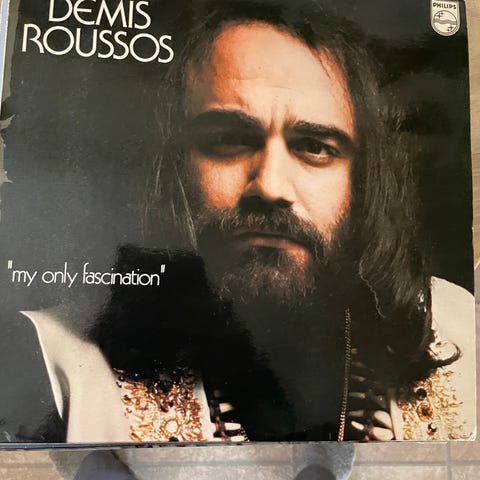 DEMIS
ROUSSOS
PHILIPS
"my only fascination"